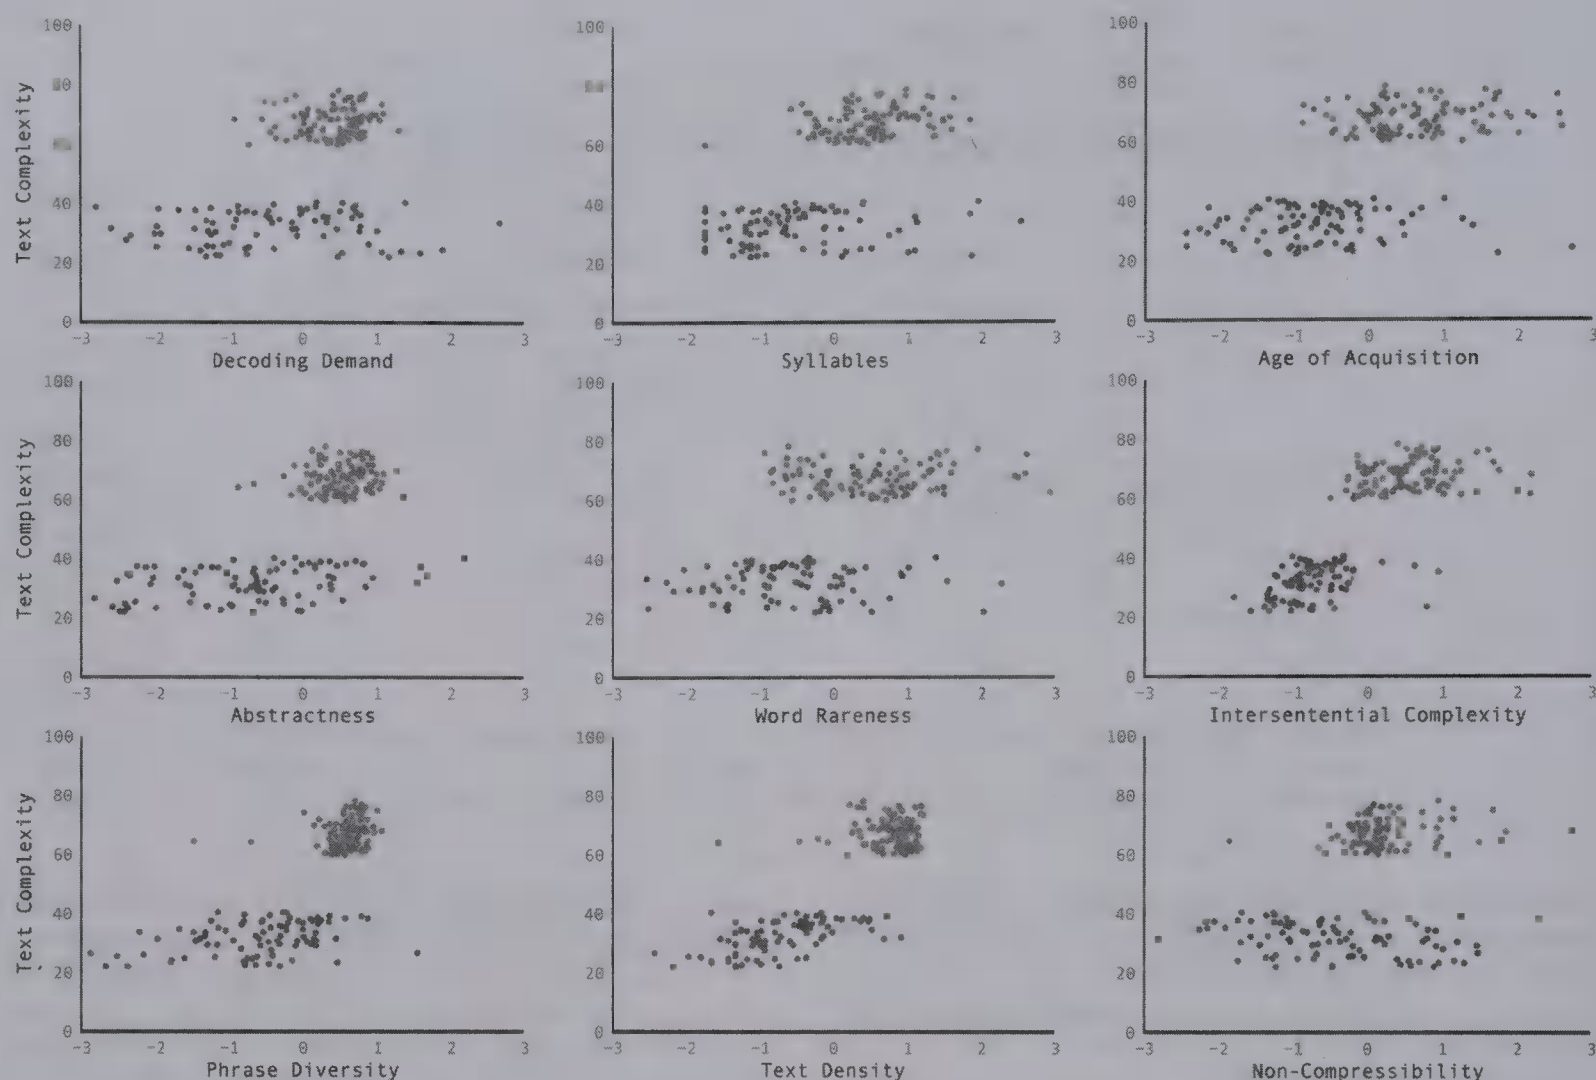 Text Complexity
100
40
20
0
-3 -2 -1 0 1 2 3
Decoding Demand
100
60
40
20
0
-3 -2 -1 0 1 2 3
Syllables
100
80
60
40
20
0
-3 -2 -1 0 1 2 3
Age of Acquisition
Text Complexity
100
80
60
40
20
0
-3 -2 -1 0 1 2 3
Abstractness
100
80
60
40
20
0
-3 -2 -1 0 1 2 3
Word Rareness
100
80
60
40
20
0
-3 -2 -1 0 1 2 3
Intersentential Complexity
Text Complexity
100
80
60
40
20
0
-3 -2 -1 0 1 2 3
Phrase Diversity
100
80
60
40
20
0
-3 -2 -1 0 1 2 3
Text Density
100
80
60
40
20
0
-3 -2 -1 0 1 2 3
Non-Compressibility